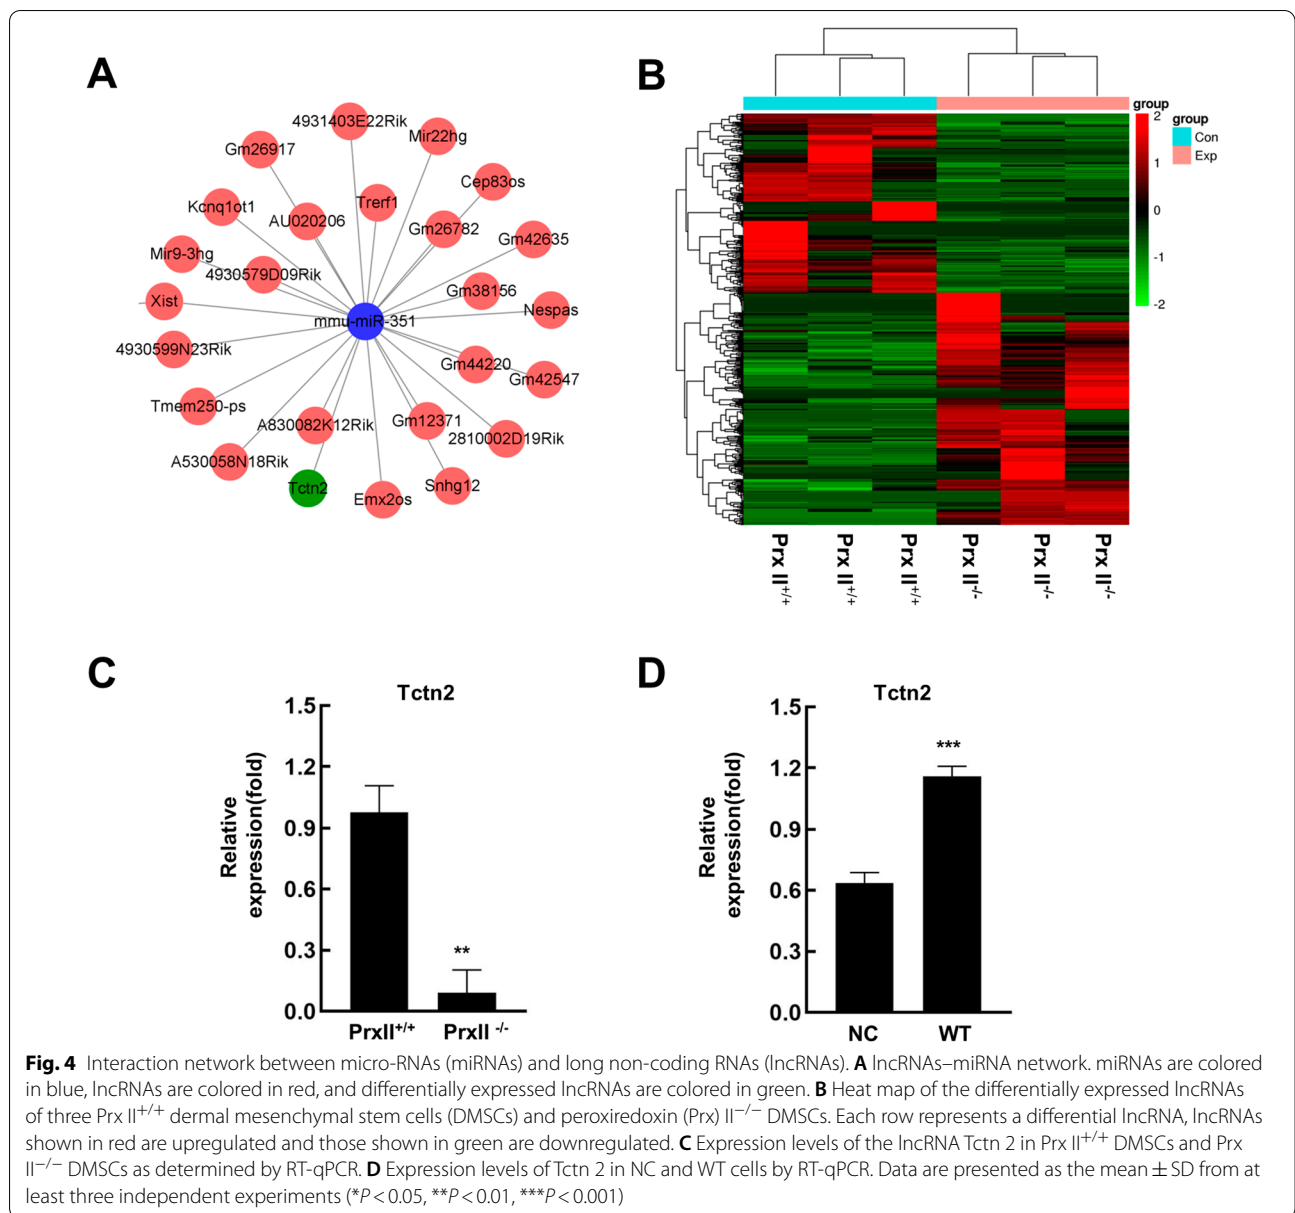 A
4931403E22Rik
Mir22hg
Gm26917
Cep83os
Trerf1
Kcnq1ot1
AU020206
Gm26782
Gm42635
Mir9-3hg
4930579D09Rik
Gm38156
Xist
Nespas
mmu-miR-351
4930599N23Rik
Gm44220
Gm42547
Tmem250-ps
A830082K12Rik
Gm12371
2810002D19Rik
A530058N18Rik
Tctn2
Emx2os
Snhg12
B
group
2
1
0
-1
-2
group
Con
Exp
Prx II+/+
Prx II+/+
Prx II+/+
Prx II-/-
Prx II-/-
Prx II-/-
C
Tctn2
Relative
expression(fold)
1.5
1.2
0.9
0.6
0.3
0.0
**
PrxII+/+
PrxII -/-
D
Tctn2
Relative
expression(fold)
1.5
1.2
0.9
0.6
0.3
0.0
***
NC
WT
Fig. 4 Interaction network between micro-RNAs (miRNAs) and long non-coding RNAs (lncRNAs). A lncRNAs–miRNA network. miRNAs are colored
in blue, lncRNAs are colored in red, and differentially expressed lncRNAs are colored in green. B Heat map of the differentially expressed lncRNAs
of three Prx II+/+ dermal mesenchymal stem cells (DMSCs) and peroxiredoxin (Prx) II−/− DMSCs. Each row represents a differential lncRNA, lncRNAs
shown in red are upregulated and those shown in green are downregulated. C Expression levels of the lncRNA Tctn 2 in Prx II+/+ DMSCs and Prx
II−/− DMSCs as determined by RT-qPCR. D Expression levels of Tctn 2 in NC and WT cells by RT-qPCR. Data are presented as the mean ± SD from at
least three independent experiments (*P < 0.05, **P < 0.01, ***P < 0.001)